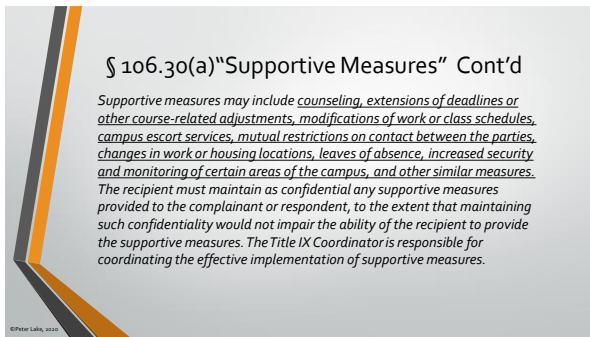 § 106.30(a)“Supportive Measures” Cont’d
Supportive measures may include counseling, extensions of deadlines or
other course-related adjustments, modifications of work or class schedules,
campus escort services, mutual restrictions on contact between the parties,
changes in work or housing locations, leaves of absence, increased security
and monitoring of certain areas of the campus, and other similar measures.
The recipient must maintain as confidential any supportive measures
provided to the complainant or respondent, to the extent that maintaining
such confidentiality would not impair the ability of the recipient to provide
the supportive measures. The Title IX Coordinator is responsible for
coordinating the effective implementation of supportive measures.
©Peter Lake, 2020